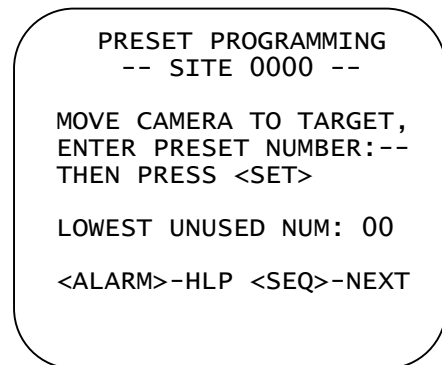 PRESET PROGRAMMING
-- SITE 0000 --
MOVE CAMERA TO TARGET,
ENTER PRESET NUMBER:--
THEN PRESS <SET>
LOWEST UNUSED NUM: 00
<ALARM>-HLP <SEQ>-NEXT